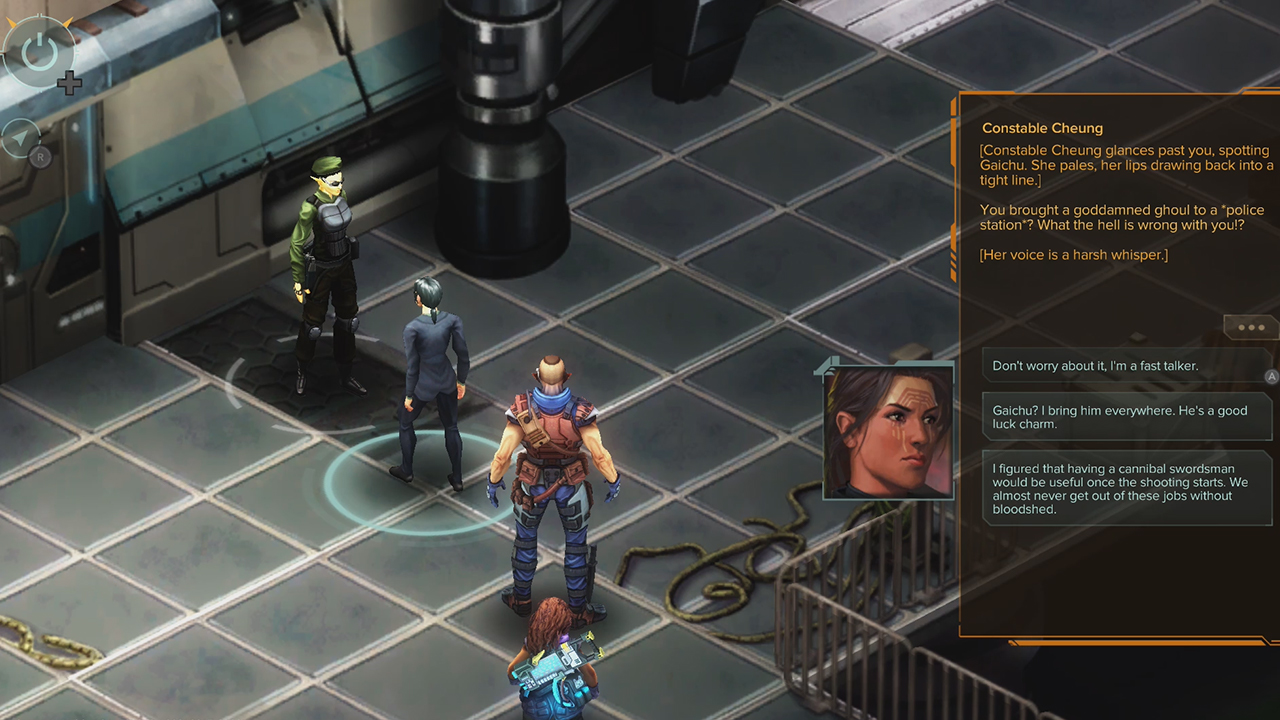 R
Constable Cheung
[Constable Cheung glances past you, spotting
Gaichu. She pales, her lips drawing back into a
tight line.]
You brought a goddamned ghoul to a *police
station*? What the hell is wrong with you!?
[Her voice is a harsh whisper.]
Don't worry about it, I'm a fast talker.
A
Gaichu? I bring him everywhere. He's a good
luck charm.
I figured that having a cannibal swordsman
would be useful once the shooting starts. We
almost never get out of these jobs without
bloodshed.